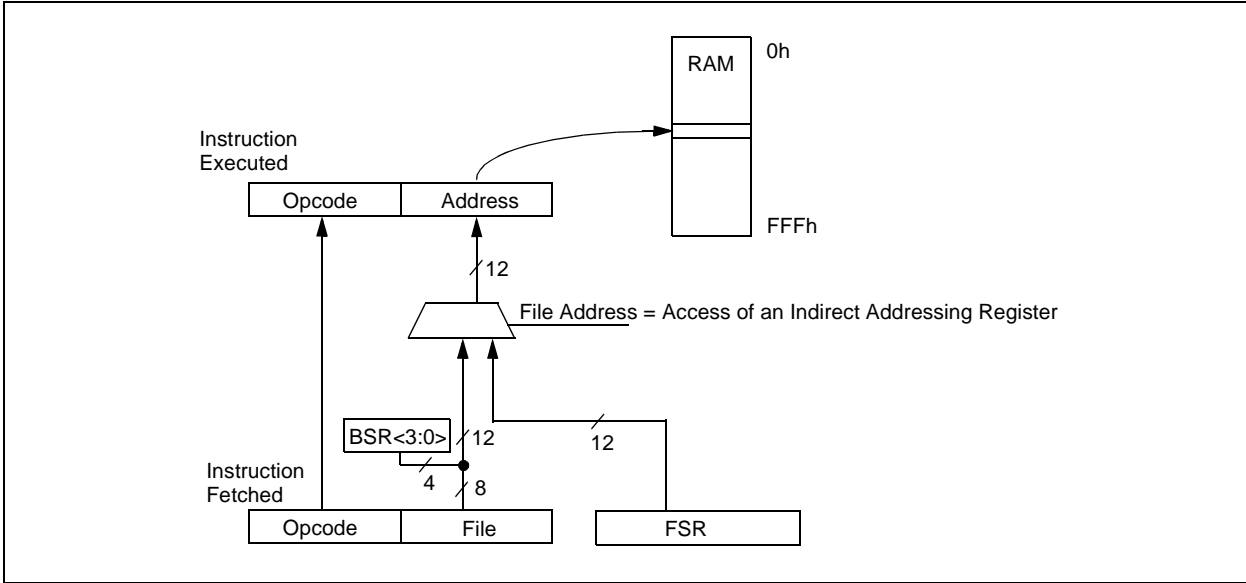 RAM
0h
Instruction
Executed
Opcode
Address
FFFh
12
File Address = Access of an Indirect Addressing Register
BSR<3:0>
12
12
4
8
Instruction
Fetched
Opcode
File
FSR